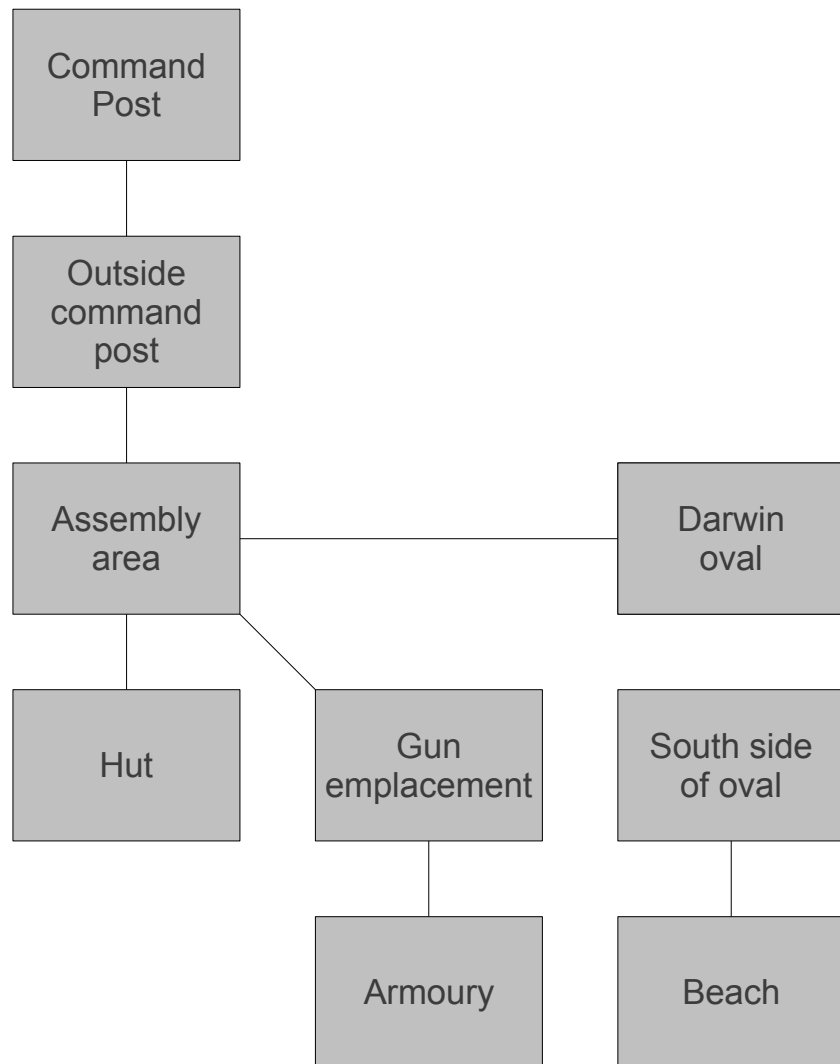 Command
Post
Outside
command
post
Assembly
area
Darwin
oval
Hut
Gun
emplacement
South side
of oval
Armoury
Beach